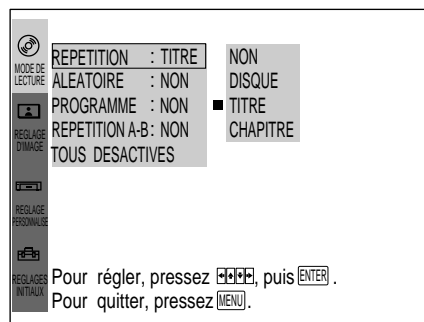 MODE DE
LECTURE
REGLAGE
D'IMAGE
REGLAGE
PERSONNALISE
REGLAGES
INITIAUX
REPETITION : TITRE
ALEATOIRE : NON
PROGRAMME : NON
REPETITION A-B: NON
TOUS DESACTIVES
NON
DISQUE
TITRE
CHAPITRE
Pour régler, pressez , puis ENTER .
Pour quitter, pressez MENU.